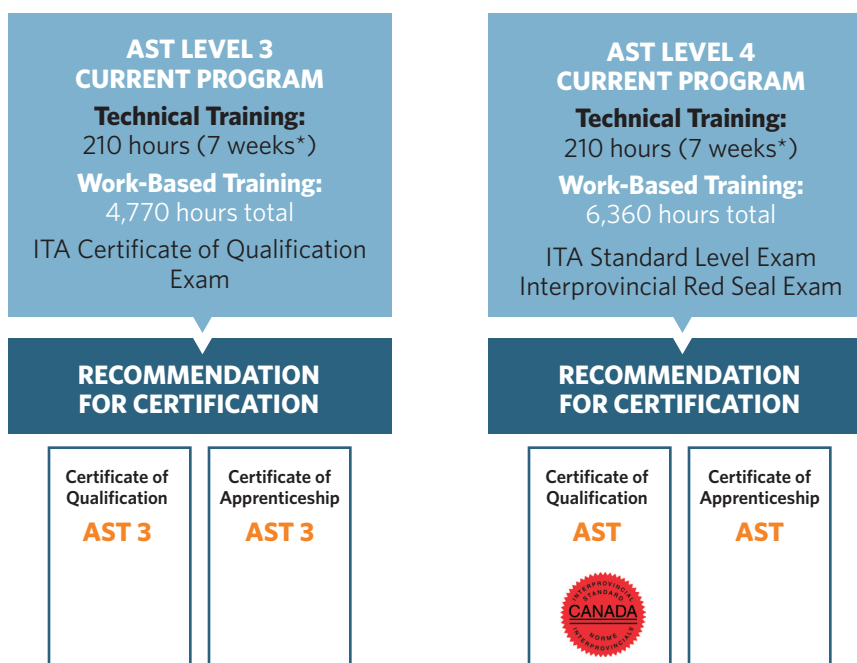 AST LEVEL 3
CURRENT PROGRAM
Technical Training:
210 hours (7 weeks*)
Work-Based Training:
4,770 hours total
ITA Certificate of Qualification
Exam
RECOMMENDATION
FOR CERTIFICATION
Certificate of
Qualification
AST 3
Certificate of
Apprenticeship
AST 3
AST LEVEL 4
CURRENT PROGRAM
Technical Training:
210 hours (7 weeks*)
Work-Based Training:
6,360 hours total
ITA Standard Level Exam
Interprovincial Red Seal Exam
RECOMMENDATION
FOR CERTIFICATION
Certificate of
Qualification
AST
INTERPROVINCIAL
STANDARD
CANADA
NORME
INTERPROVINCIALE
Certificate of
Apprenticeship
AST